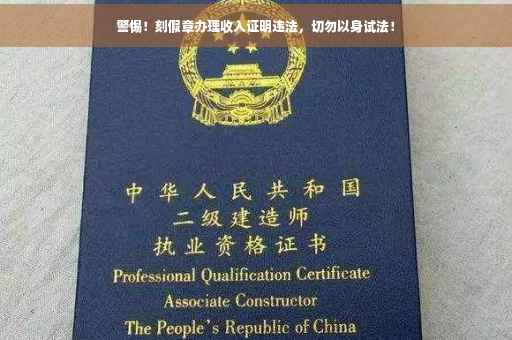 警惕！刻假章办理收入证明违法，切勿以身试法！
中华人民共和国
二级建造师
执业资格证书
Professional Qualification Certificate
Associate Constructor
The People's Republic of China